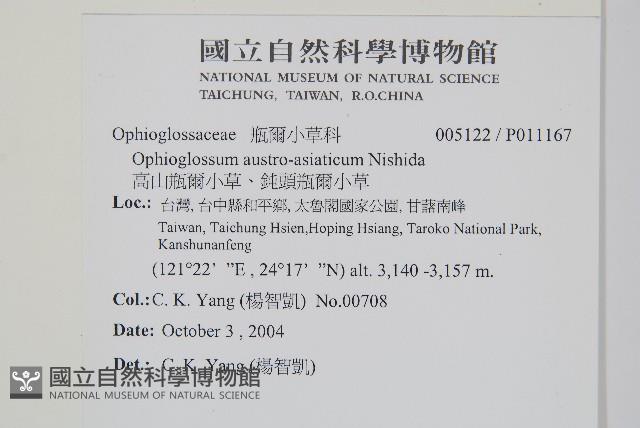 國立自然科學博物館
NATIONAL MUSEUM OF NATURAL SCIENCE
TAICHUNG, TAIWAN, R.O.CHINA
Ophioglossaceae 瓶爾小草科 005122 / P011167
Ophioglossum austro-asiaticum Nishida
高山瓶爾小草、鈍頭瓶爾小草
Loc.: 台灣, 台中縣和平鄉, 太魯閣國家公園, 甘藷南峰
Taiwan, Taichung Hsien,Hoping Hsiang, Taroko National Park,
Kanshunanfeng
(121°22’ ”E , 24°17’ ”N) alt. 3,140 -3,157 m.
Col.: C. K. Yang (楊智凱) No.00708
Date: October 3 , 2004
Det.: C. K. Yang (楊智凱)
國立自然科學博物館
NATIONAL MUSEUM OF NATURAL SCIENCE